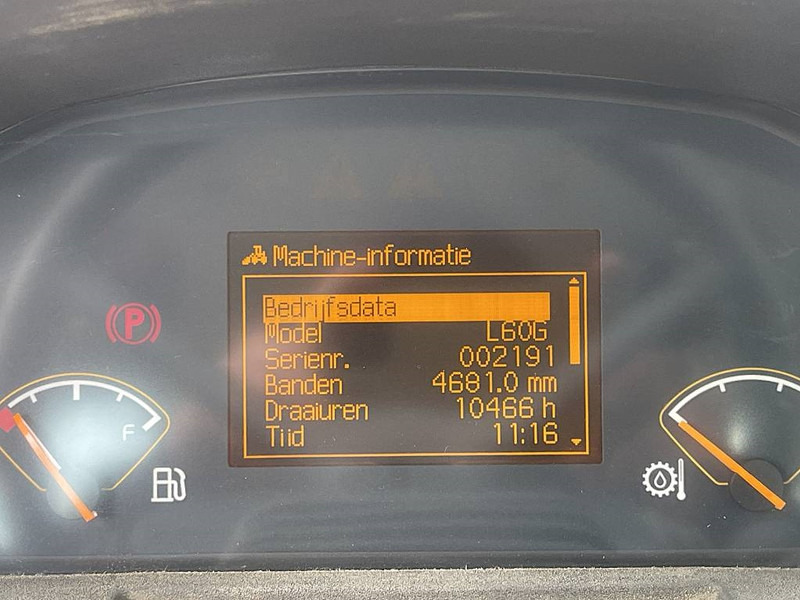 Machine-informatie
Bedrijfsdata
Model L60G
Serienr. 002191
Banden 4681.0 mm
Draaiuren 10466 h
Tijd 11:16
P
F